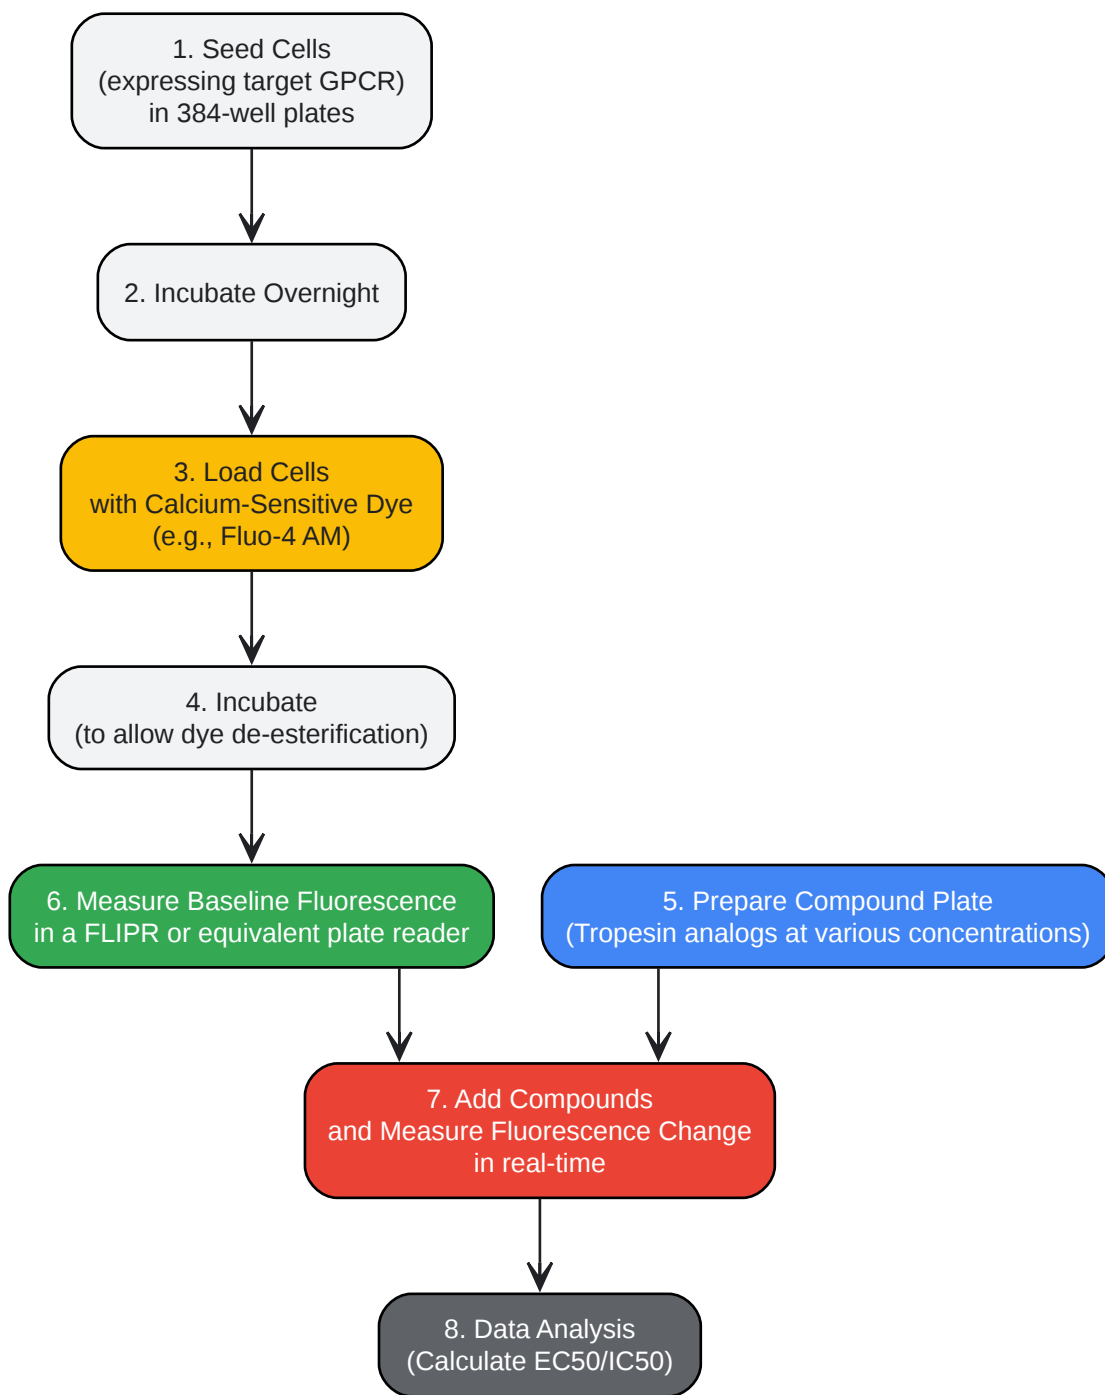 1. Seed Cells
(expressing target GPCR)
in 384-well plates
2. Incubate Overnight
3. Load Cells
with Calcium-Sensitive Dye
(e.g., Fluo-4 AM)
4. Incubate
(to allow dye de-esterification)
6. Measure Baseline Fluorescence
in a FLIPR or equivalent plate reader
5. Prepare Compound Plate
(Tropesin analogs at various concentrations)
7. Add Compounds
and Measure Fluorescence Change
in real-time
8. Data Analysis
(Calculate EC50/IC50)